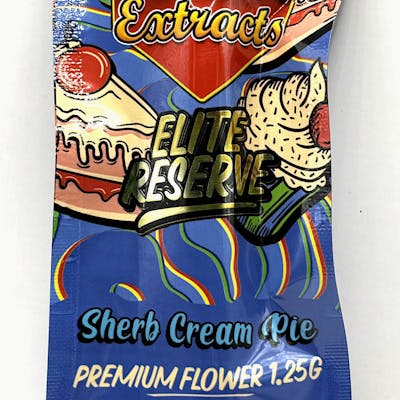 Extracts
ELITE
RESERVE
Sherb Cream Pie
PREMIUM FLOWER 1.25G